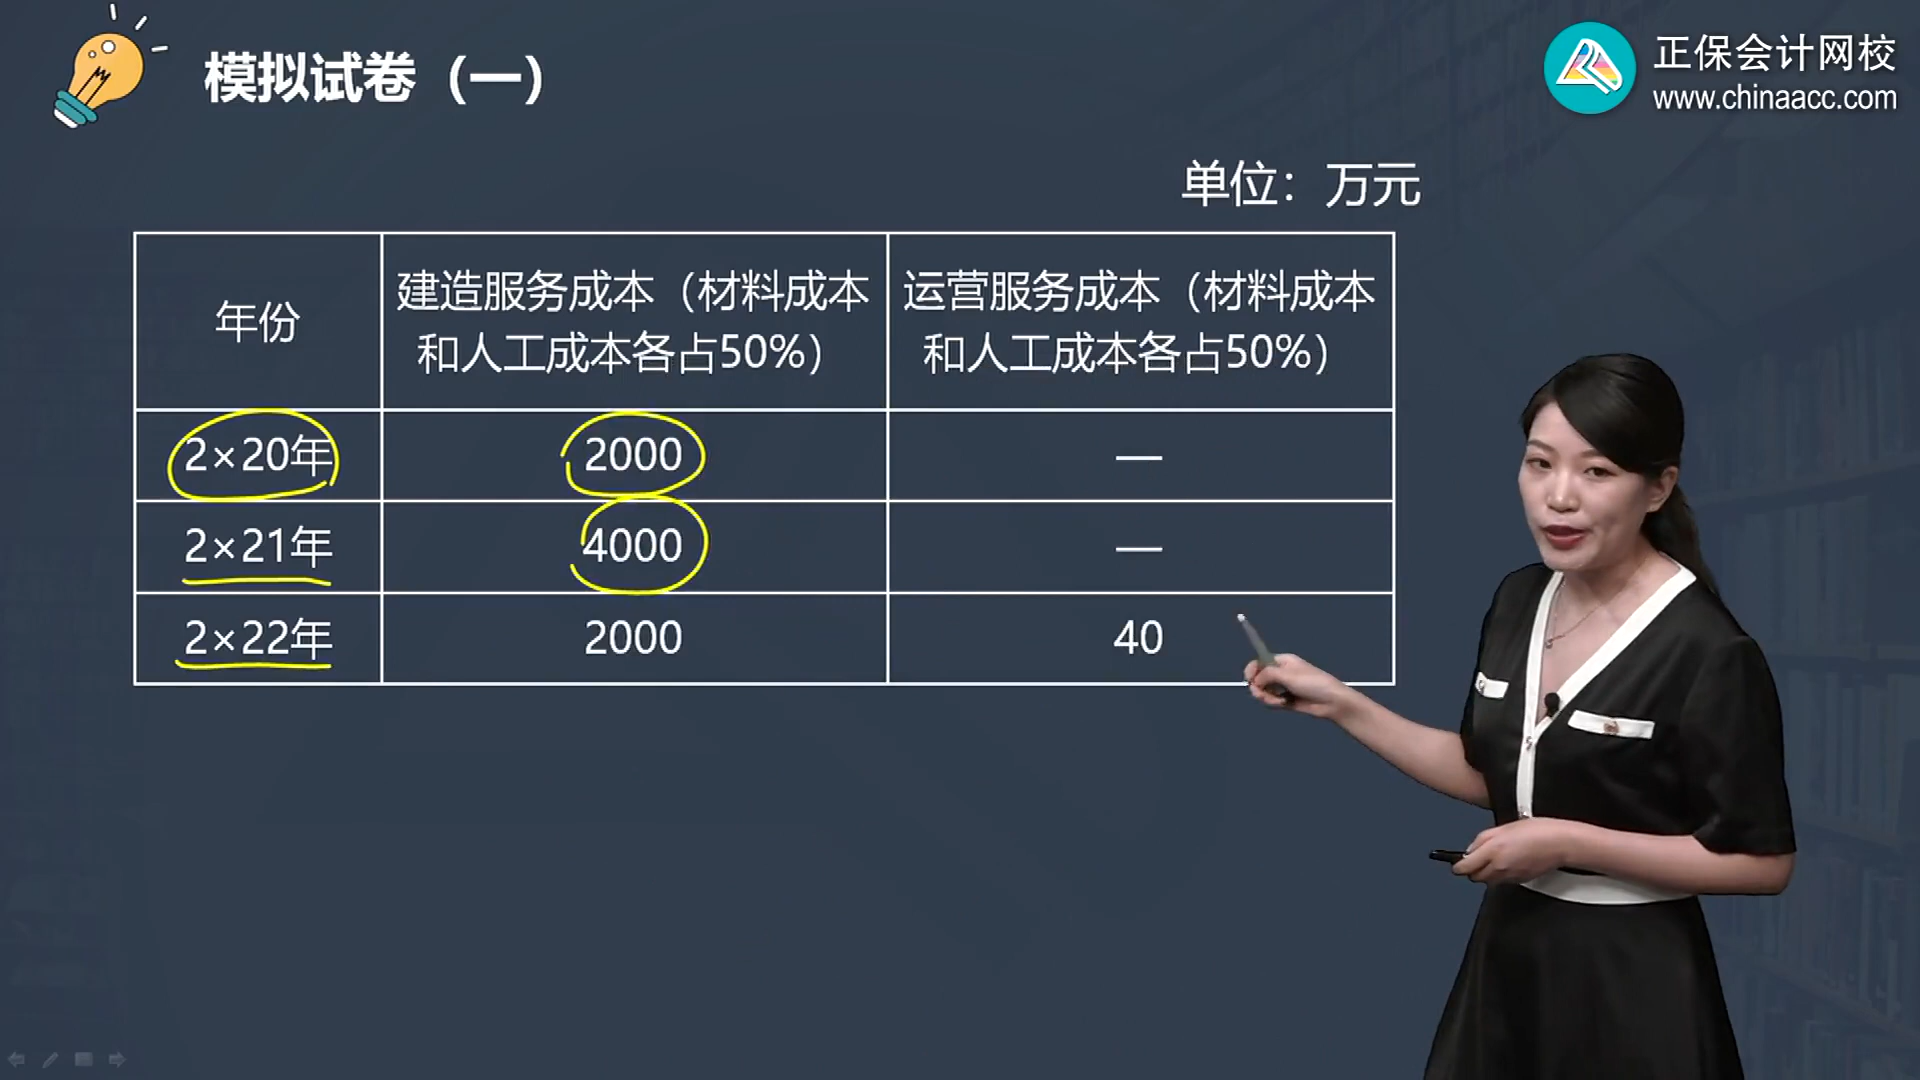 模拟试卷（一）
正保会计网校
www.chinaacc.com
单位：万元
年份
建造服务成本（材料成本
和人工成本各占50%）
运营服务成本（材料成本
和人工成本各占50%）
2×20年
2000
—
2×21年
4000
—
2×22年
2000
40